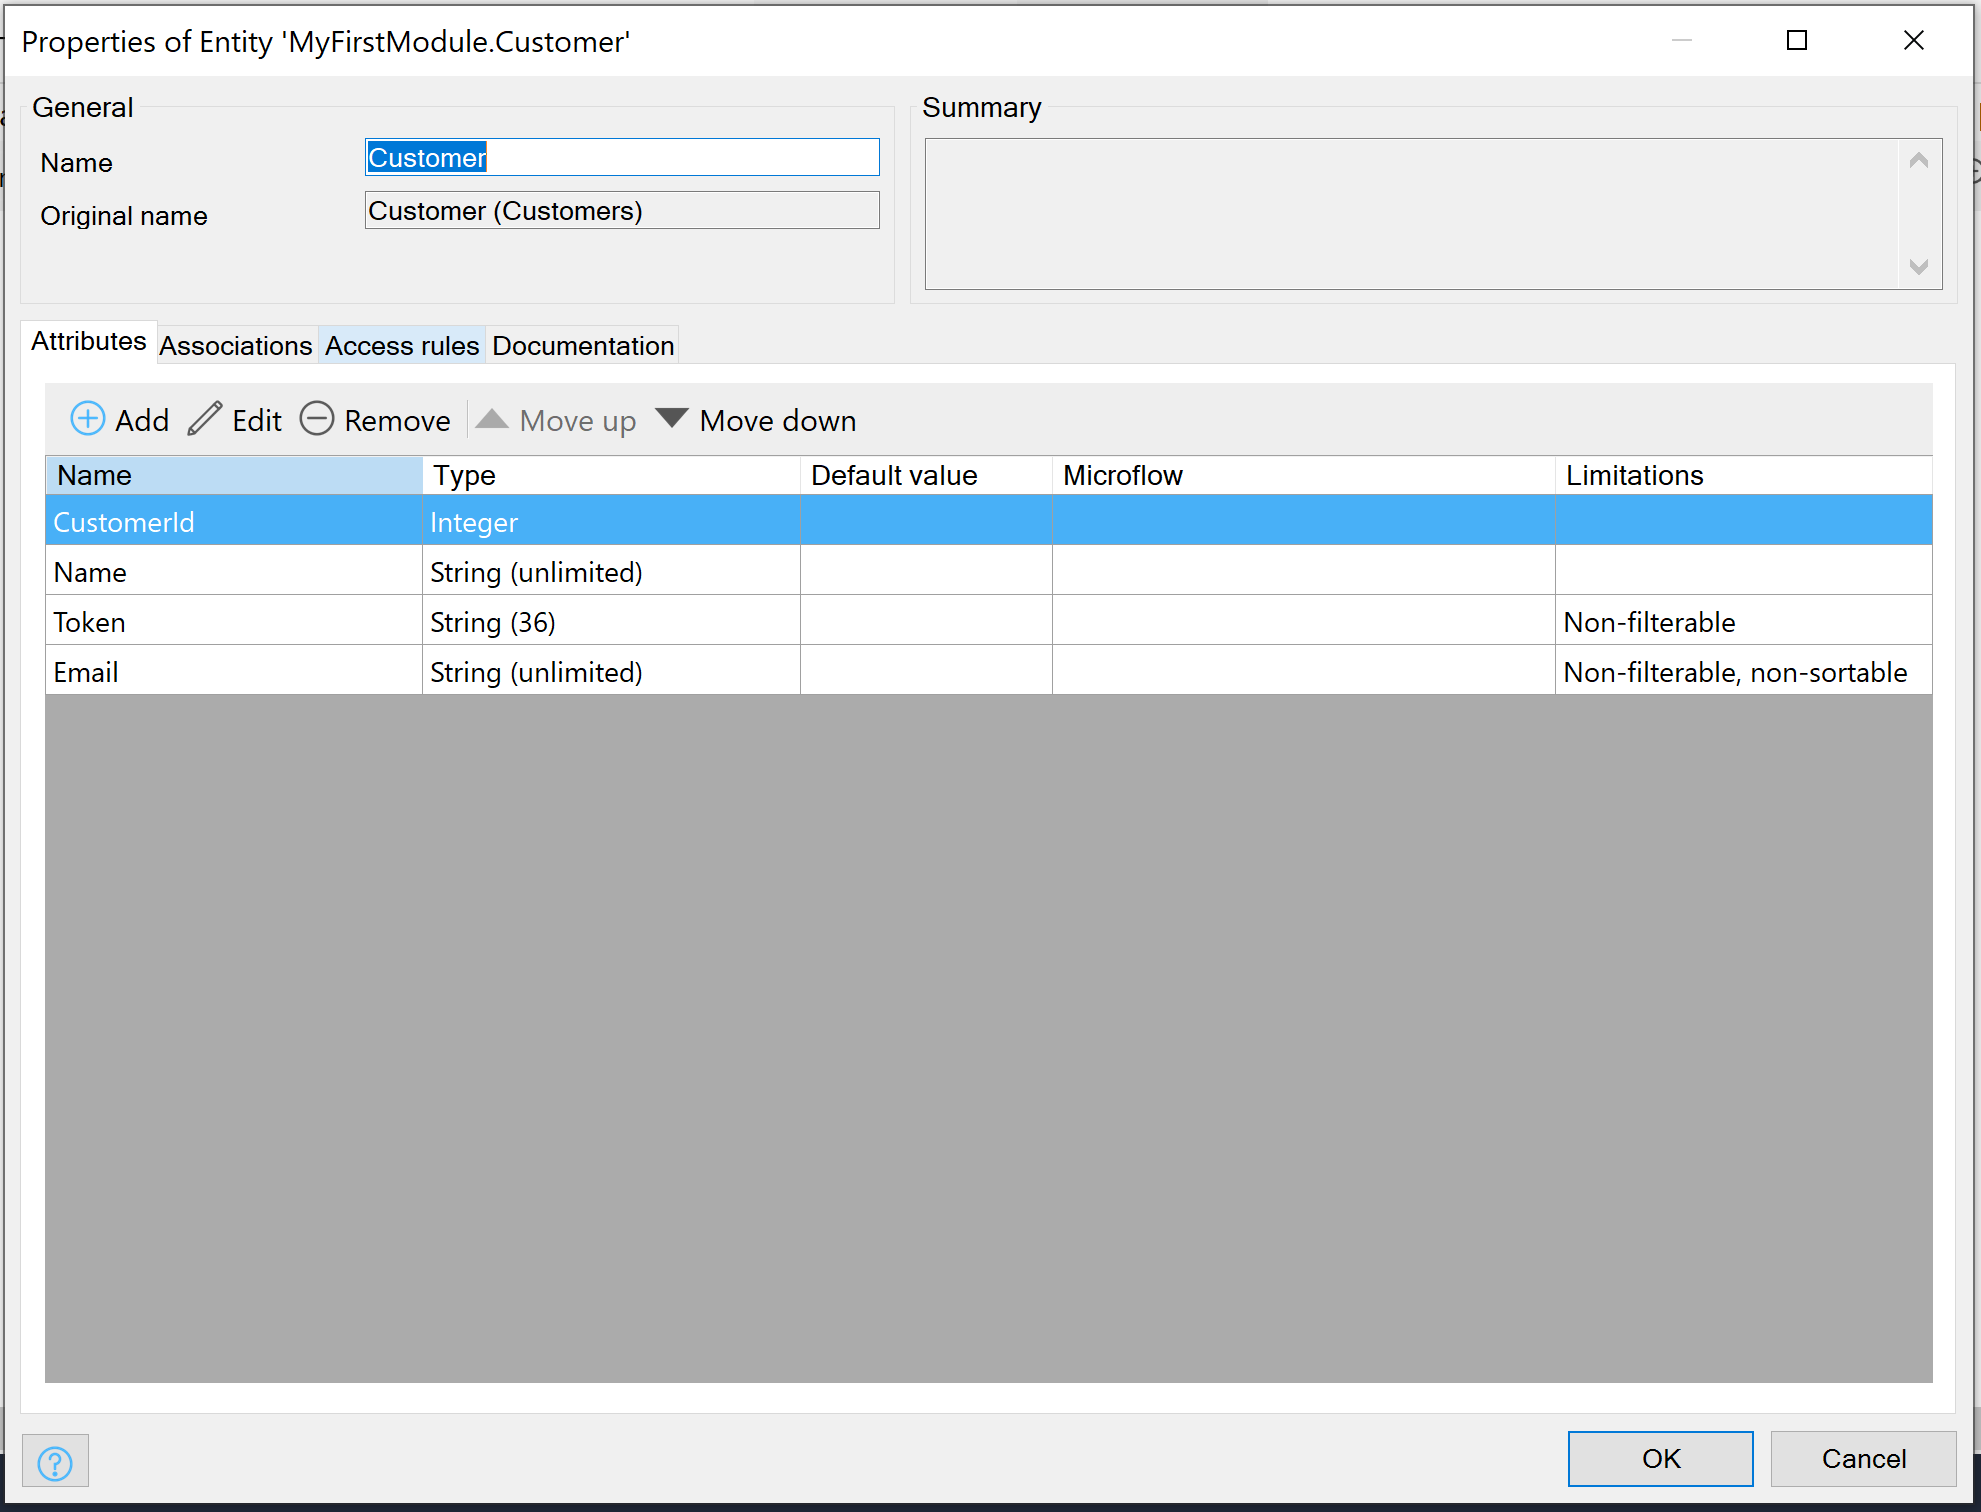 Properties of Entity 'MyFirstModule.Customer'
General
Name Customer
Original name Customer (Customers)
Summary
Attributes Associations Access rules Documentation
Add Edit Remove Move up Move down
Name Type Default value Microflow Limitations
CustomerId Integer
Name String (unlimited)
Token String (36) Non-filterable
Email String (unlimited) Non-filterable, non-sortable
? OK Cancel